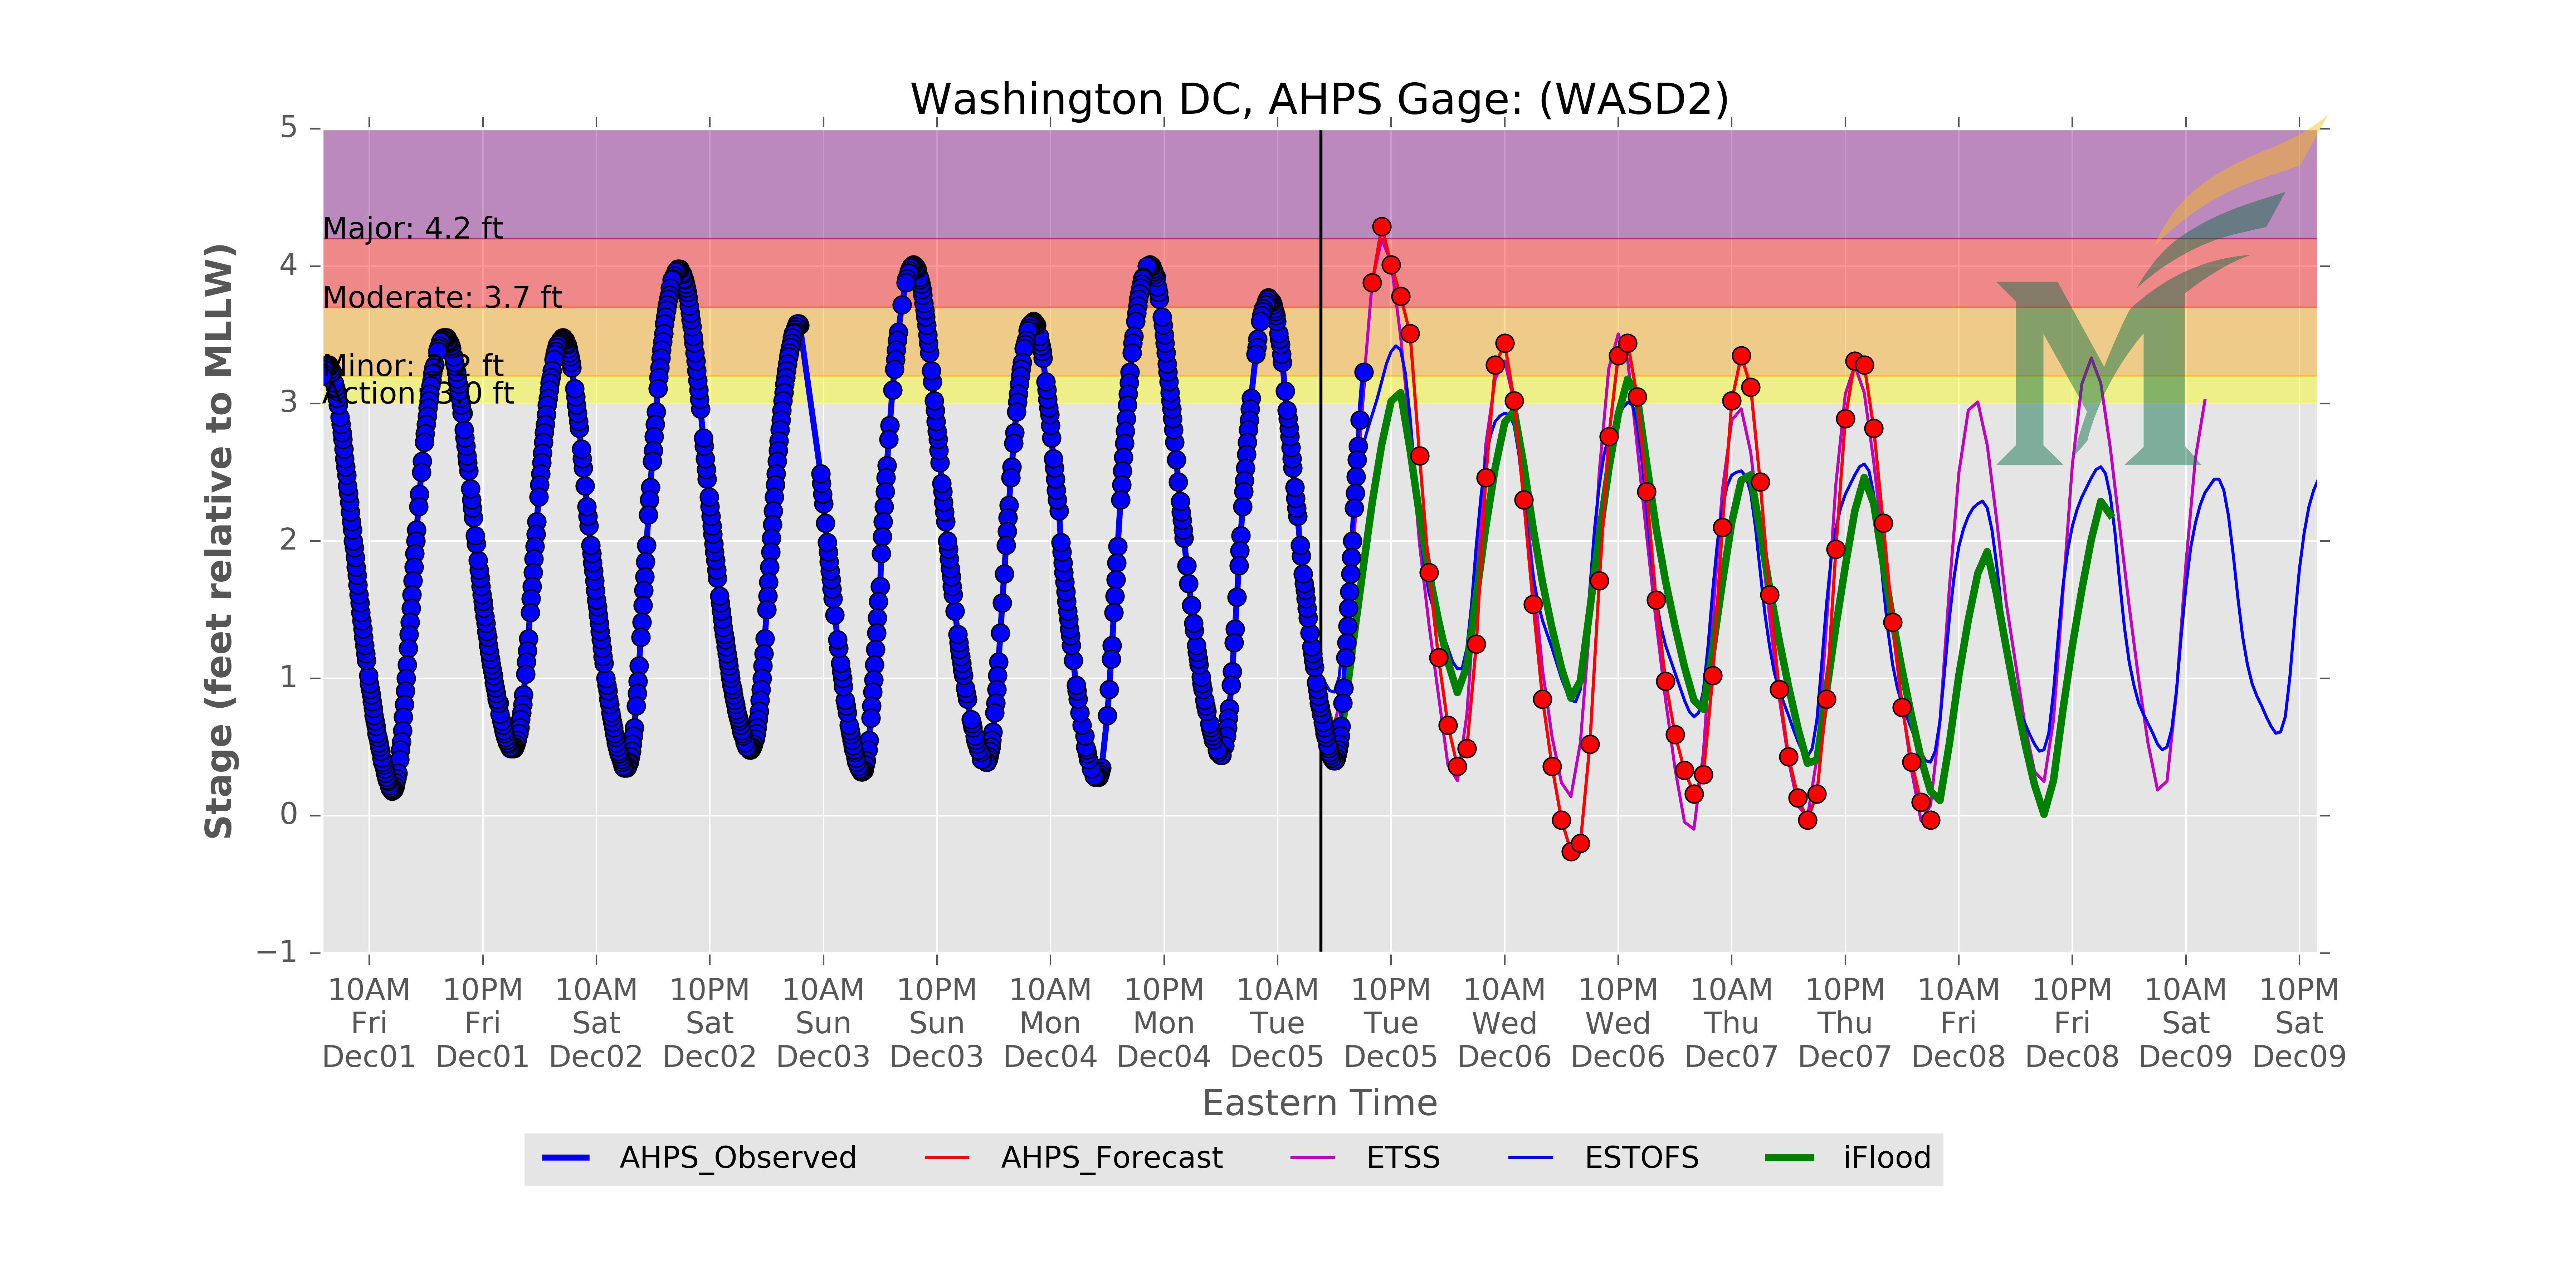 Washington DC, AHPS Gage: (WASD2)
5
4
3
2
1
0
−1
Stage (feet relative to MLLW)
Major: 4.2 ft
Moderate: 3.7 ft
Minor: ft
Action: ft
10AM 10PM 10AM 10PM 10AM 10PM 10AM 10PM 10AM 10PM 10AM 10PM 10AM 10PM 10AM 10PM 10AM 10PM
Fri Fri Sat Sat Sun Sun Mon Mon Tue Tue Wed Wed Thu Thu Fri Fri Sat Sat
Dec01 Dec01 Dec02 Dec02 Dec03 Dec03 Dec04 Dec04 Dec05 Dec05 Dec06 Dec06 Dec07 Dec07 Dec08 Dec08 Dec09 Dec09
Eastern Time
AHPS_Observed AHPS_Forecast ETSS ESTOFS iFlood